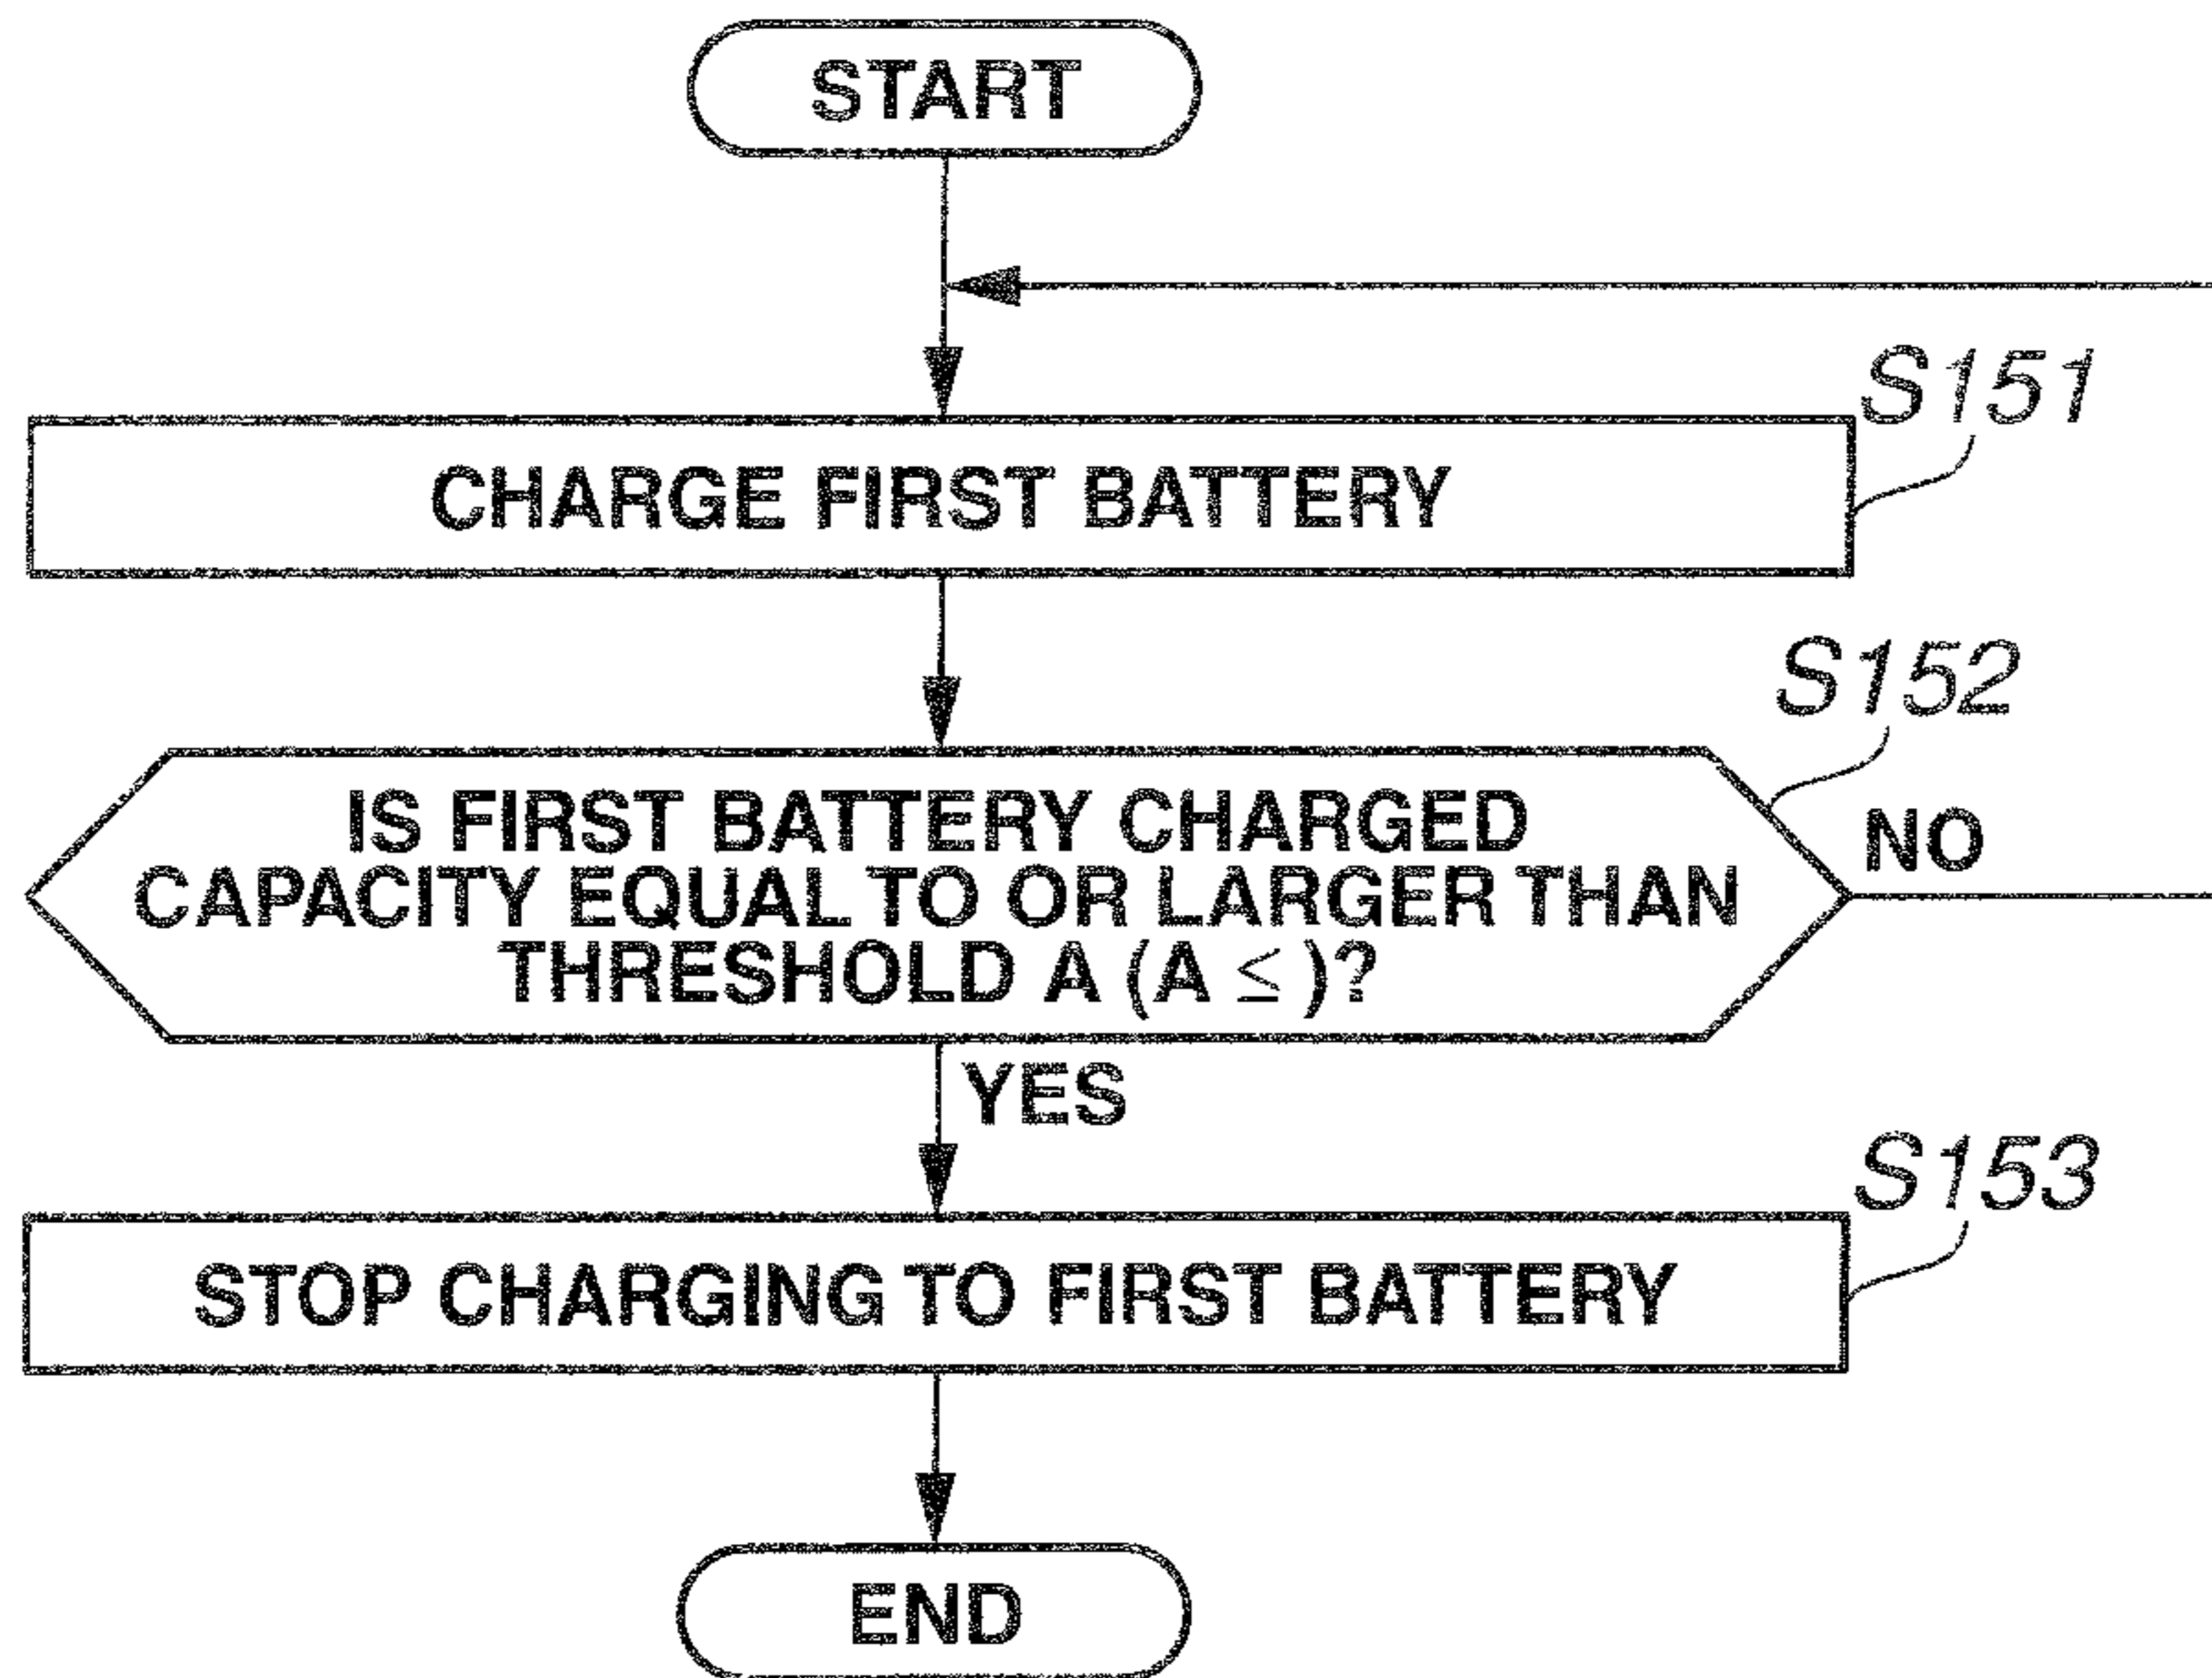 START
S151
CHARGE FIRST BATTERY
S152
IS FIRST BATTERY CHARGED
CAPACITY EQUAL TO OR LARGER THAN
THRESHOLD A (A ≤ )?
NO
YES
S153
STOP CHARGING TO FIRST BATTERY
END